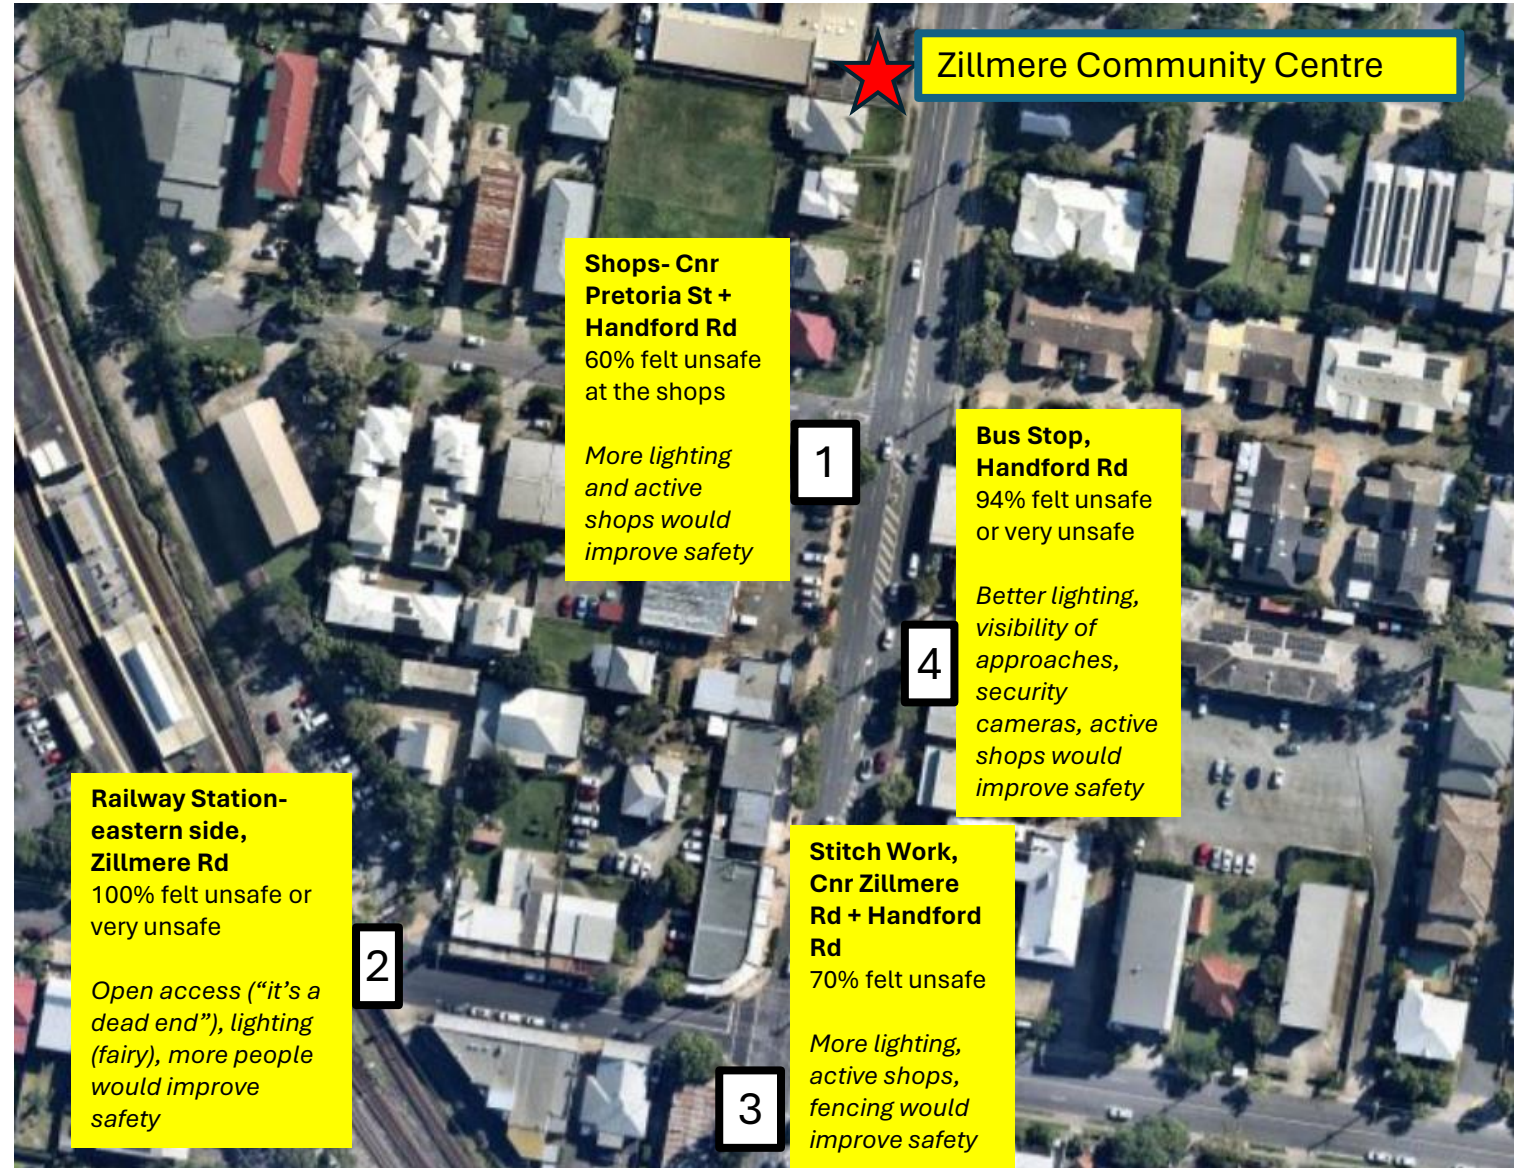 Zillmere Community Centre
Shops- Cnr
Pretoria St +
Handford Rd
60% felt unsafe
at the shops
More lighting
and active
shops would
improve safety
1
Bus Stop,
Handford Rd
94% felt unsafe
or very unsafe
Better lighting,
visibility of
approaches,
security
cameras, active
shops would
improve safety
4
Railway Station-
eastern side,
Zillmere Rd
100% felt unsafe or
very unsafe
Open access (“it’s a
dead end”), lighting
(fairy), more people
would improve
safety
2
Stitch Work,
Cnr Zillmere
Rd + Handford
Rd
70% felt unsafe
More lighting,
active shops,
fencing would
improve safety
3